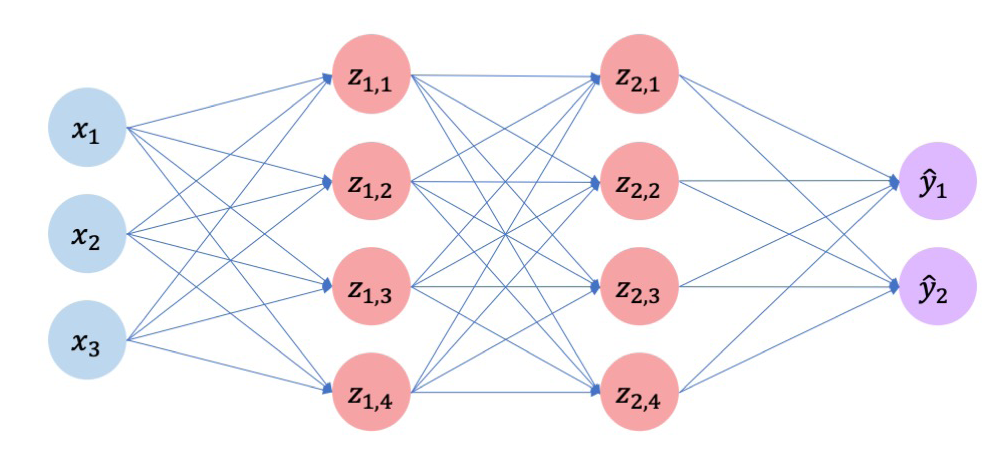 x₁
x₂
x₃
z₁,₁
z₁,₂
z₁,₃
z₁,₄
z₂,₁
z₂,₂
z₂,₃
z₂,₄
ŷ₁
ŷ₂